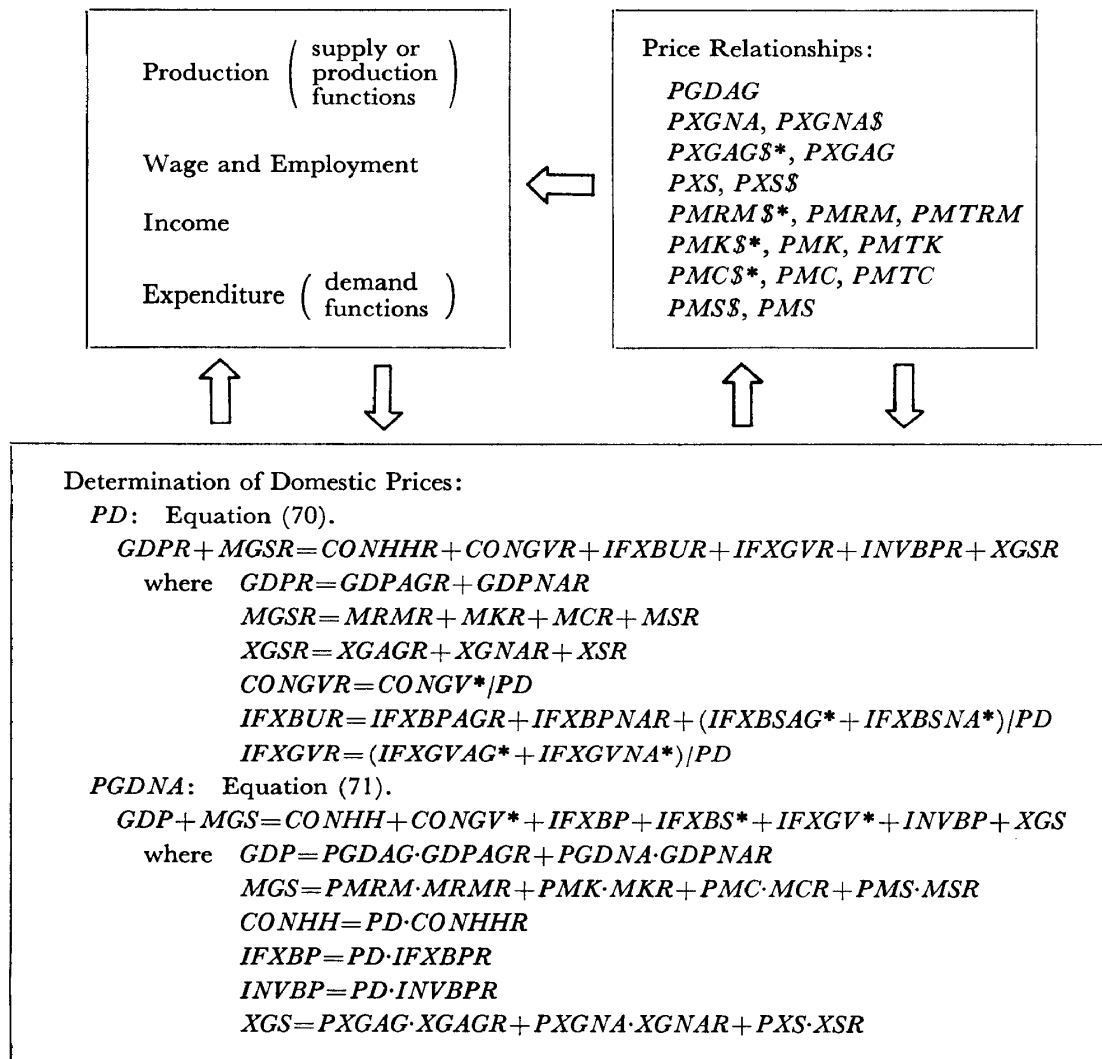 Production ( supply or
production
functions )
Wage and Employment
Income
Expenditure ( demand
functions )
Price Relationships:
PGDAG
PXGNA, PXGNA$
PXGAG$*, PXGAG
PXS, PXS$
PMRM$*, PMRM, PMTRM
PMK$*, PMK, PMTK
PMC$*, PMC, PMTC
PMS$, PMS
Determination of Domestic Prices:
PD: Equation (70).
GDPR+MGSR=CONHHR+CONGVR+IFXBUR+IFXGVR+INVBPR+XGSR
where GDPR=GDPAGR+GDPNAR
MGSR=MRMR+MKR+MCR+MSR
XGSR=XGAGR+XGNAR+XSR
CONGVR=CONGV*/PD
IFXBUR=IFXBPAGR+IFXBPNAR+(IFXBSAG*+IFXBSNA*)/PD
IFXGVR=(IFXGVAG*+IFXGVNA*)/PD
PGDNA: Equation (71).
GDP+MGS=CONHH+CONGV*+IFXBP+IFXBS*+IFXGV*+INVBP+XGS
where GDP=PGDAG·GDPAGR+PGDNA·GDPNAR
MGS=PMRM·MRMR+PMK·MKR+PMC·MCR+PMS·MSR
CONHH=PD·CONHHR
IFXBP=PD·IFXBPR
INVBP=PD·INVBPR
XGS=PXGAG·XGAGR+PXGNA·XGNAR+PXS·XSR